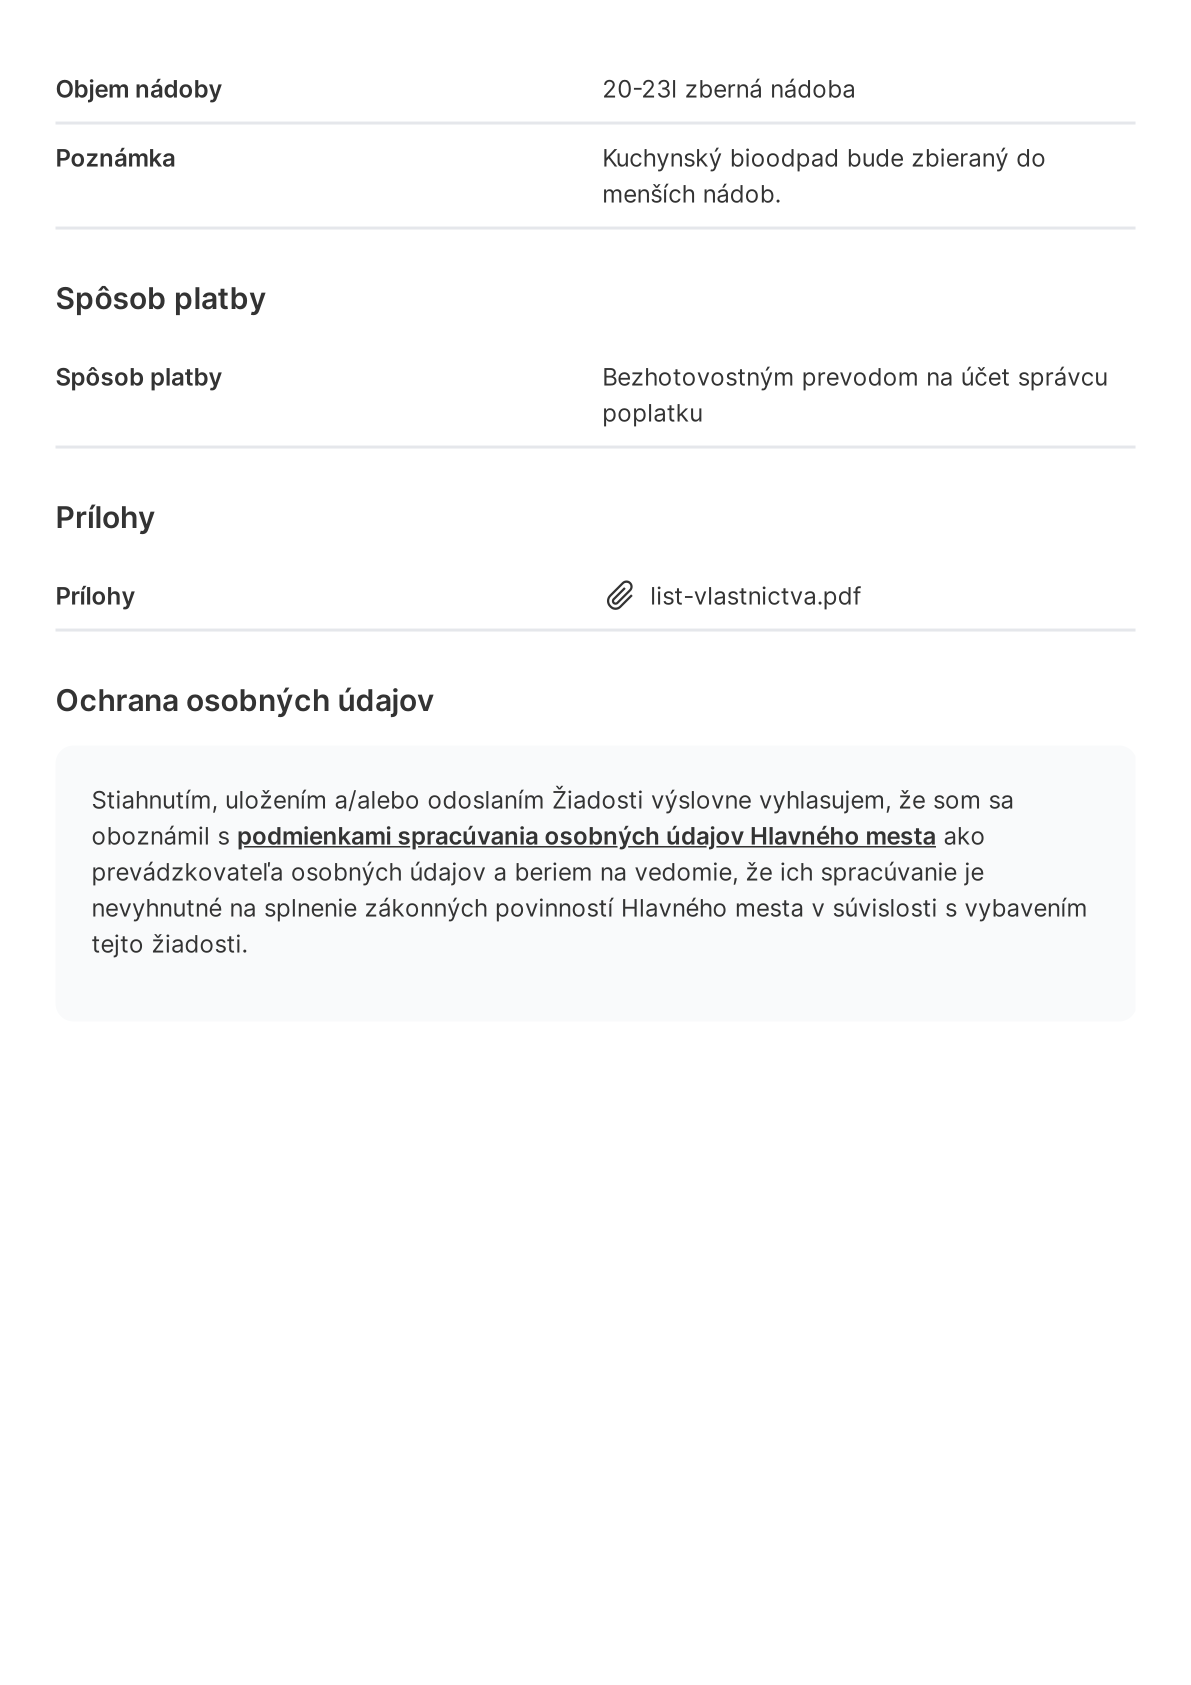 Objem nádoby 20-23l zberná nádoba
Poznámka Kuchynský bioodpad bude zbieraný do
menších nádob.
Spôsob platby
Spôsob platby Bezhotovostným prevodom na účet správcu
poplatku
Prílohy
Prílohy list-vlastnictva.pdf
Ochrana osobných údajov
Stiahnutím, uložením a/alebo odoslaním Žiadosti výslovne vyhlasujem, že som sa
oboznámil s podmienkami spracúvania osobných údajov Hlavného mesta ako
prevádzkovateľa osobných údajov a beriem na vedomie, že ich spracúvanie je
nevyhnutné na splnenie zákonných povinností Hlavného mesta v súvislosti s vybavením
tejto žiadosti.